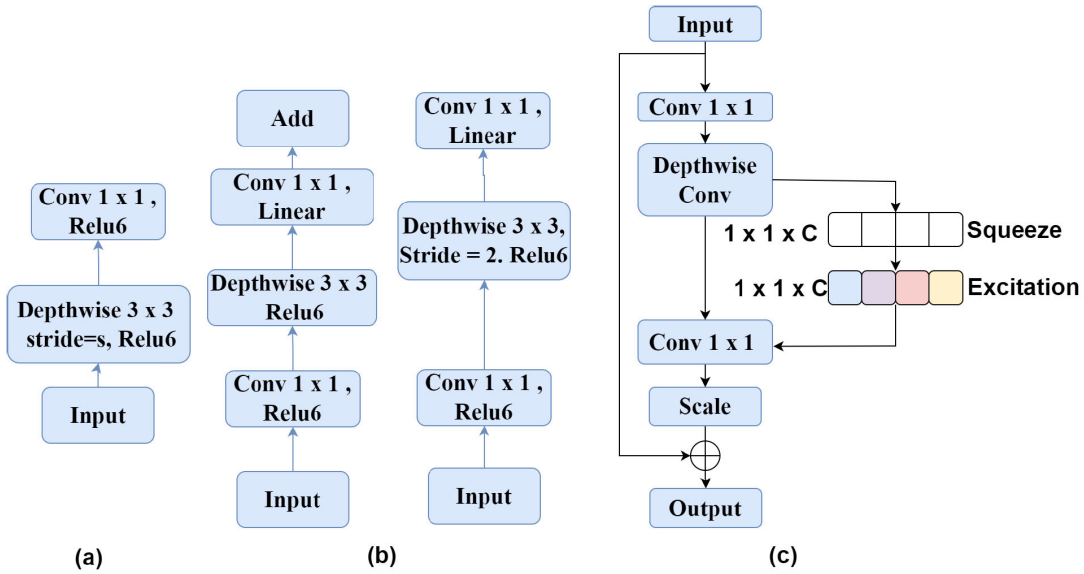 Conv 1 x 1 ,
Relu6
Depthwise 3 x 3
stride=s, Relu6
Input
(a)
Add
Conv 1 x 1 ,
Linear
Depthwise 3 x 3
Relu6
Conv 1 x 1 ,
Relu6
Input
Conv 1 x 1 ,
Linear
Depthwise 3 x 3,
Stride = 2. Relu6
Conv 1 x 1 ,
Relu6
Input
(b)
Input
Conv 1 x 1
Depthwise
Conv
1 x 1 x C
Squeeze
1 x 1 x C
Excitation
Conv 1 x 1
Scale
Output
(c)